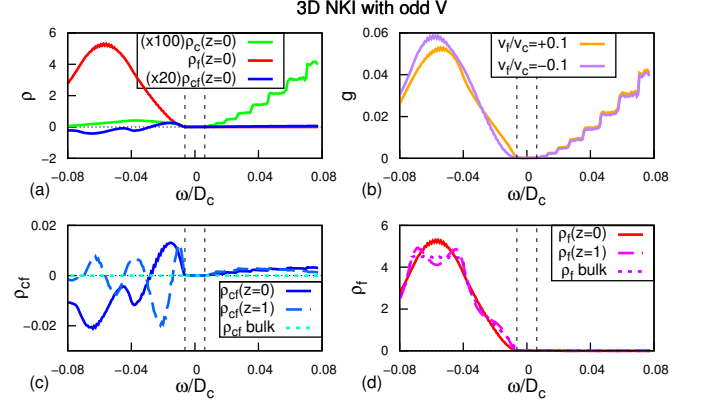 3D NKI with odd V
(x100)ρc(z=0)
ρf(z=0)
(x20)ρcf(z=0)
6
4
2
0
−2
ρ
−0.08 −0.04 0 0.04 0.08
(a) ω/Dc
vf/vc=+0.1
vf/vc=−0.1
0.06
0.04
0.02
0
g
−0.08 −0.04 0 0.04 0.08
(b) ω/Dc
0.02
0
−0.02
ρcf
ρcf(z=0)
ρcf(z=1)
ρcf bulk
−0.08 −0.04 0 0.04 0.08
(c) ω/Dc
6
4
2
0
ρf
ρf(z=0)
ρf(z=1)
ρf bulk
−0.08 −0.04 0 0.04 0.08
(d) ω/Dc